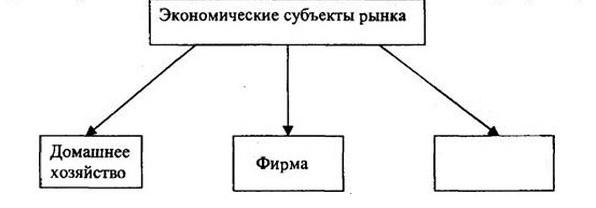 Экономические субъекты рынка
Домашнее
хозяйство
Фирма